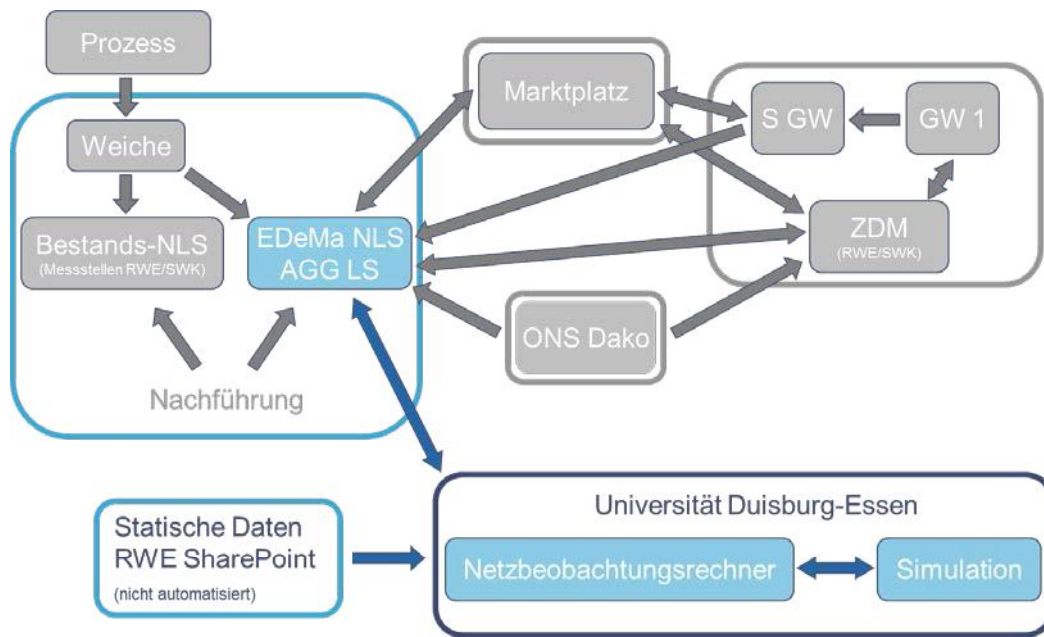 Prozess
Weiche
Bestands-NLS
(Messstellen RWE/SWK)
EDeMa NLS
AGG LS
Nachführung
Marktplatz
S GW
GW 1
ZDM
(RWE/SWK)
ONS Dako
Statische Daten
RWE SharePoint
(nicht automatisiert)
Universität Duisburg-Essen
Netzbeobachtungsrechner
Simulation